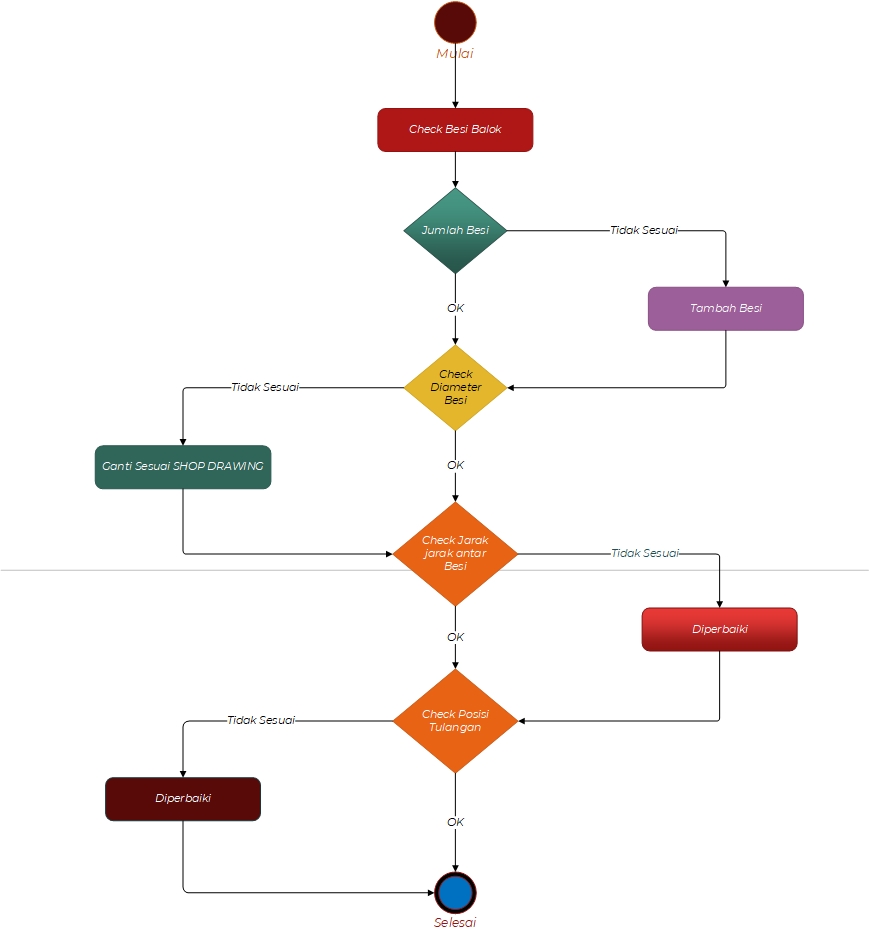 Mulai
Check Besi Balok
Jumlah Besi
Tidak Sesuai
OK
Tambah Besi
Check
Diameter
Besi
Tidak Sesuai
OK
Ganti Sesuai SHOP DRAWING
Check Jarak
jarak antar
Besi
Tidak Sesuai
OK
Diperbaiki
Check Posisi
Tulangan
Tidak Sesuai
Diperbaiki
OK
Selesai